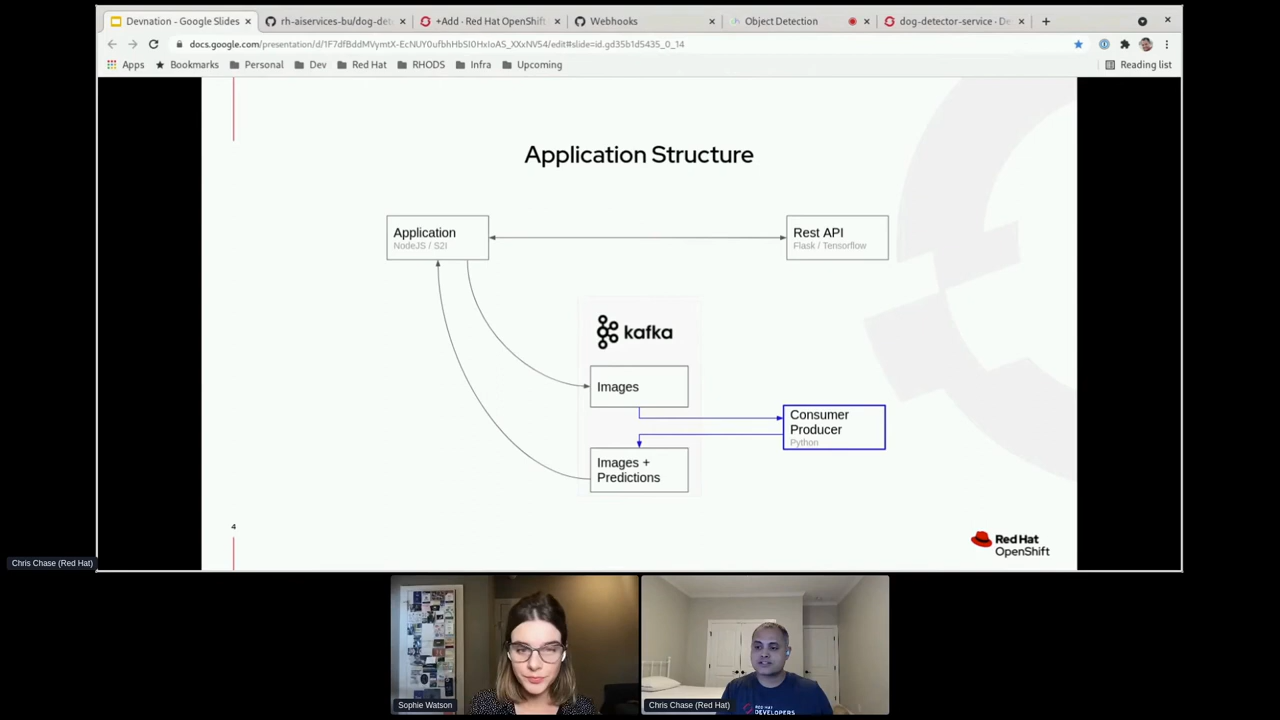 Devnation - Google Slides
rh-aiservices-bu/dog-det
+Add · Red Hat OpenShift
Webhooks
Object Detection
dog-detector-service · De
docs.google.com/presentation/d/1F7dfBddMVymtX-EcNUY0ufbhHbSI0HxIoAS_XXxNV54/edit#slide=id.gd35b1d5435_0_14
Apps
Bookmarks
Personal
Dev
Red Hat
RHODS
Infra
Upcoming
Reading list
Application Structure
Application
NodeJS / S2I
Rest API
Flask / Tensorflow
kafka
Images
Consumer
Producer
Python
Images +
Predictions
4
Red Hat
OpenShift
Chris Chase (Red Hat)
Sophie Watson
Chris Chase (Red Hat)
RED HAT
DEVELOPERS